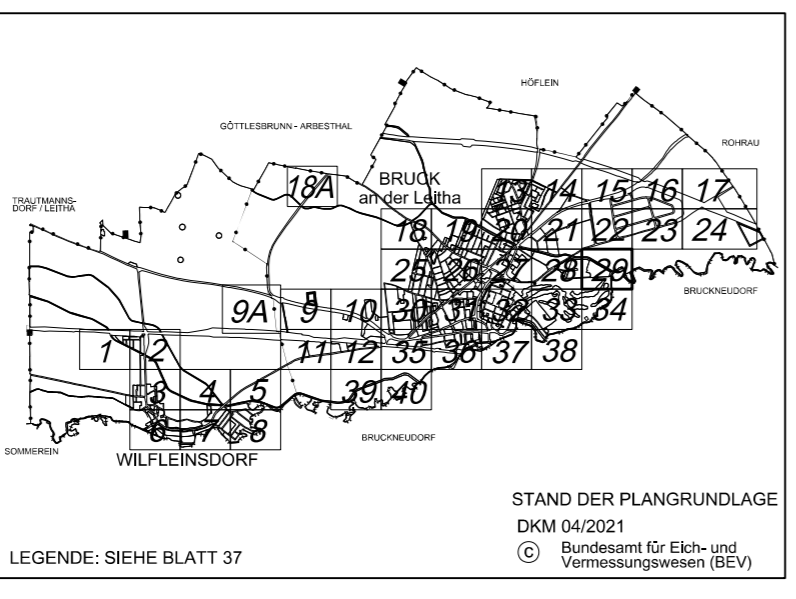 HÖFLEIN
GÖTTLESBRUNN - ARBESTHAL
ROHRAU
BRUCK
an der Leitha
TRAUTMANNS-
DORF / LEITHA
18A 13 14 15 16 17
18 19 20 21 22 23 24
25 26 27 28 29
BRUCKNEUDORF
9A 9 10 30 31 32 33 34
1 2 11 12 35 36 37 38
3 4 5 39 40
6 7 8
BRUCKNEUDORF
SOMMEREIN
WILFLEINSDORF
STAND DER PLANGRUNDLAGE
DKM 04/2021
© Bundesamt für Eich- und
Vermessungswesen (BEV)
LEGENDE: SIEHE BLATT 37